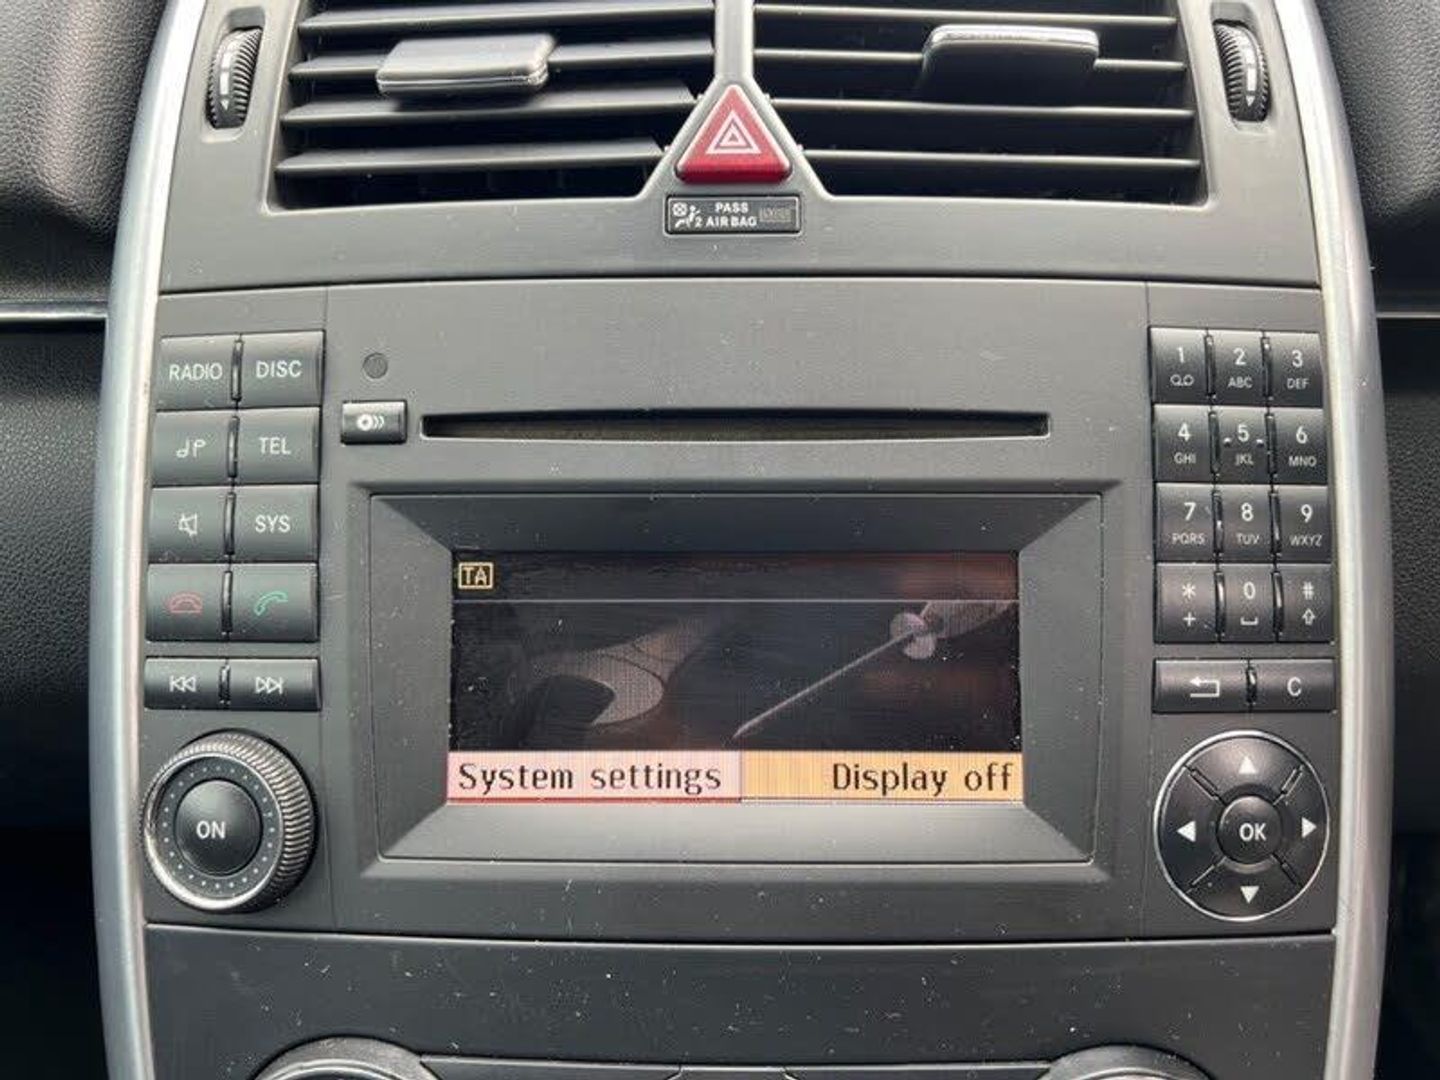 PASS
2 AIR BAG
RADIO DISC
TEL
SYS
ON
TA
System settings Display off
1 2 ABC 3 DEF
4 GHI 5 JKL 6 MNO
7 PQRS 8 TUV 9 WXYZ
* + 0 #
C
OK